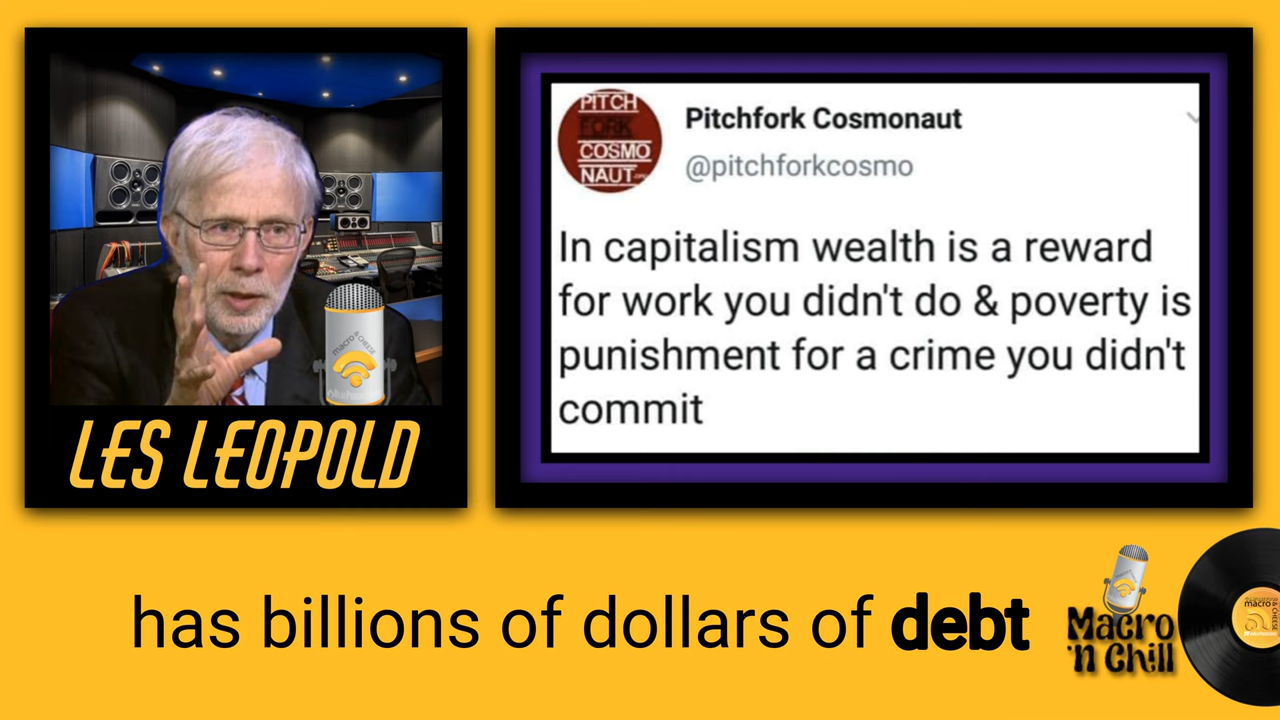 LES LEOPOLD
PITCH
FORK
COSMO
NAUT
Pitchfork Cosmonaut
@pitchforkcosmo
In capitalism wealth is a reward
for work you didn't do & poverty is
punishment for a crime you didn't
commit
has billions of dollars of debt
Macro
'N Chill
macro